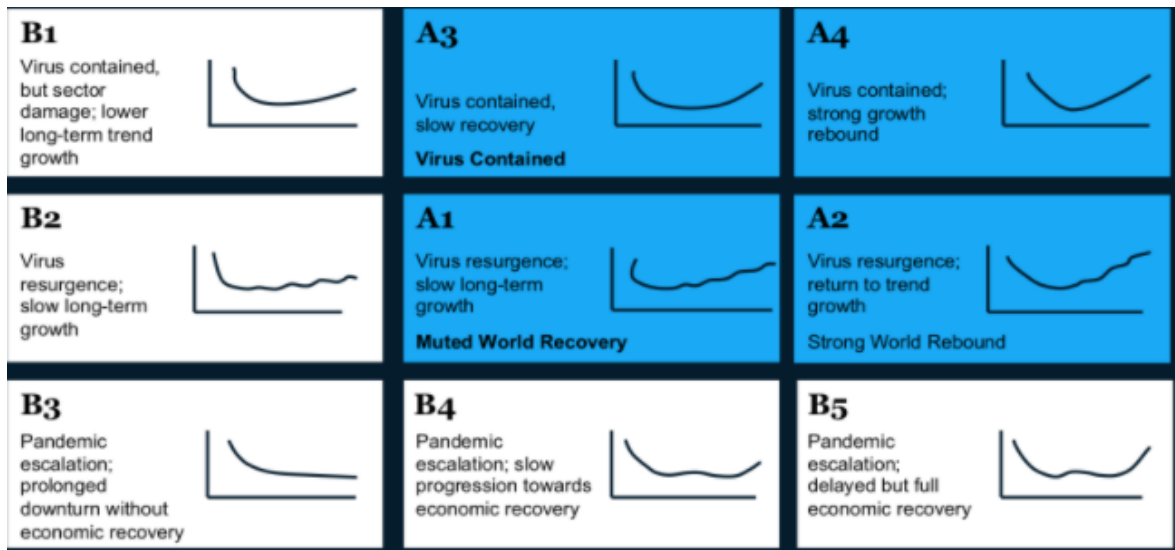 B1
Virus contained,
but sector
damage; lower
long-term trend
growth
A3
Virus contained,
slow recovery
Virus Contained
A4
Virus contained;
strong growth
rebound
B2
Virus
resurgence;
slow long-term
growth
A1
Virus resurgence;
slow long-term
growth
Muted World Recovery
A2
Virus resurgence;
return to trend
growth
Strong World Rebound
B3
Pandemic
escalation;
prolonged
downturn without
economic recovery
B4
Pandemic
escalation; slow
progression towards
economic recovery
B5
Pandemic
escalation;
delayed but full
economic recovery